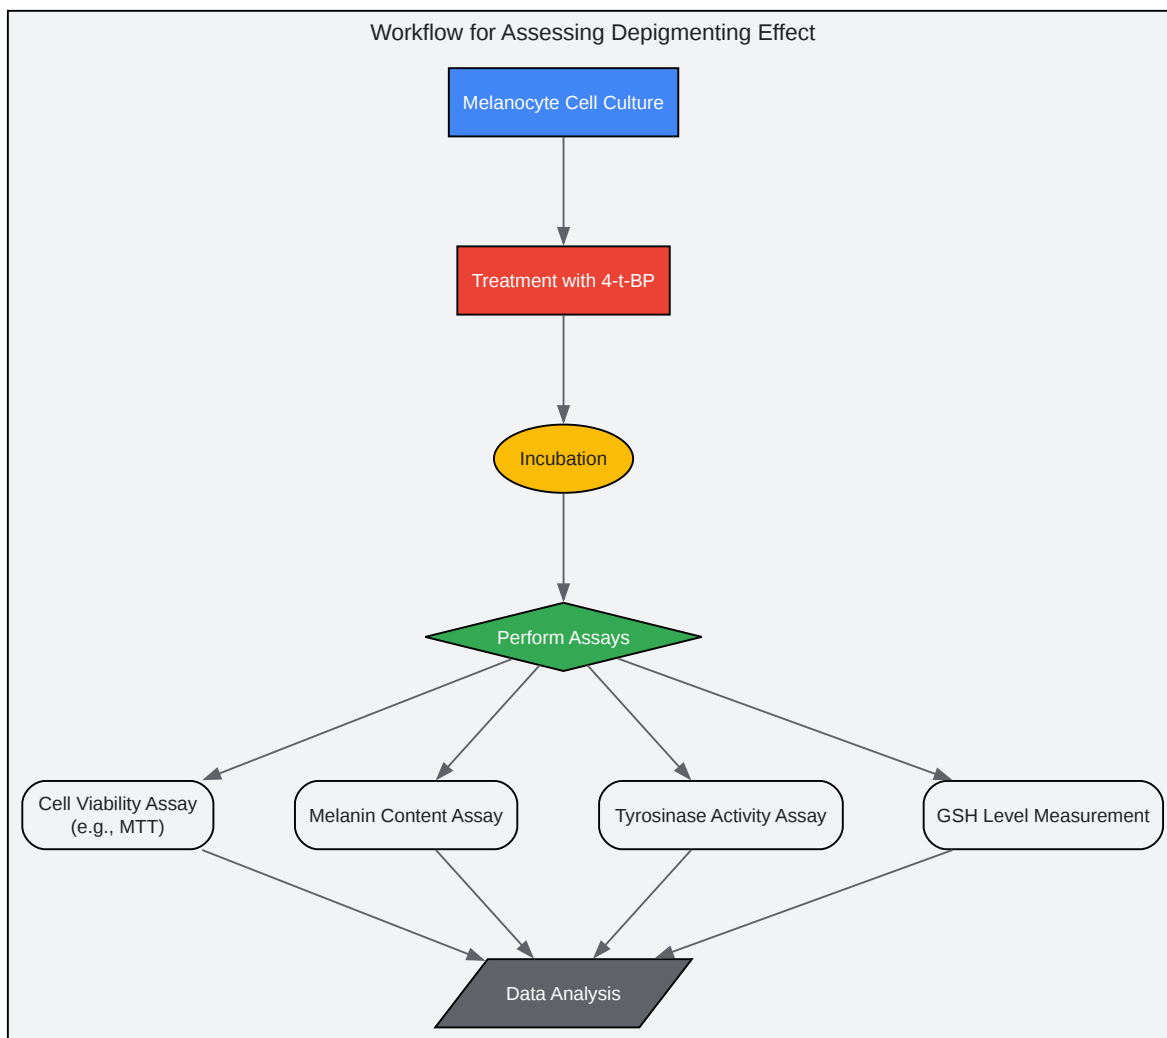 Workflow for Assessing Depigmenting Effect
Melanocyte Cell Culture
Treatment with 4-t-BP
Incubation
Perform Assays
Cell Viability Assay
(e.g., MTT)
Melanin Content Assay
Tyrosinase Activity Assay
GSH Level Measurement
Data Analysis